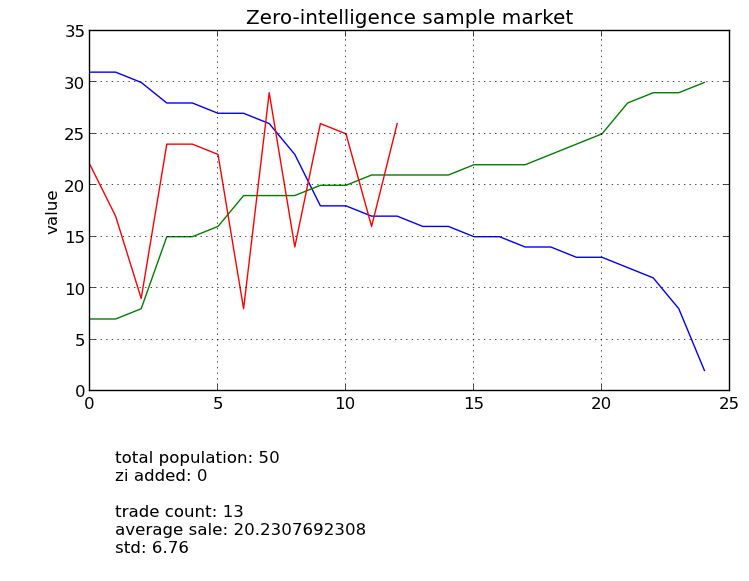 Zero-intelligence sample market
35
30
25
20
15
10
5
0
value
0 5 10 15 20 25
total population: 50
zi added: 0
trade count: 13
average sale: 20.2307692308
std: 6.76